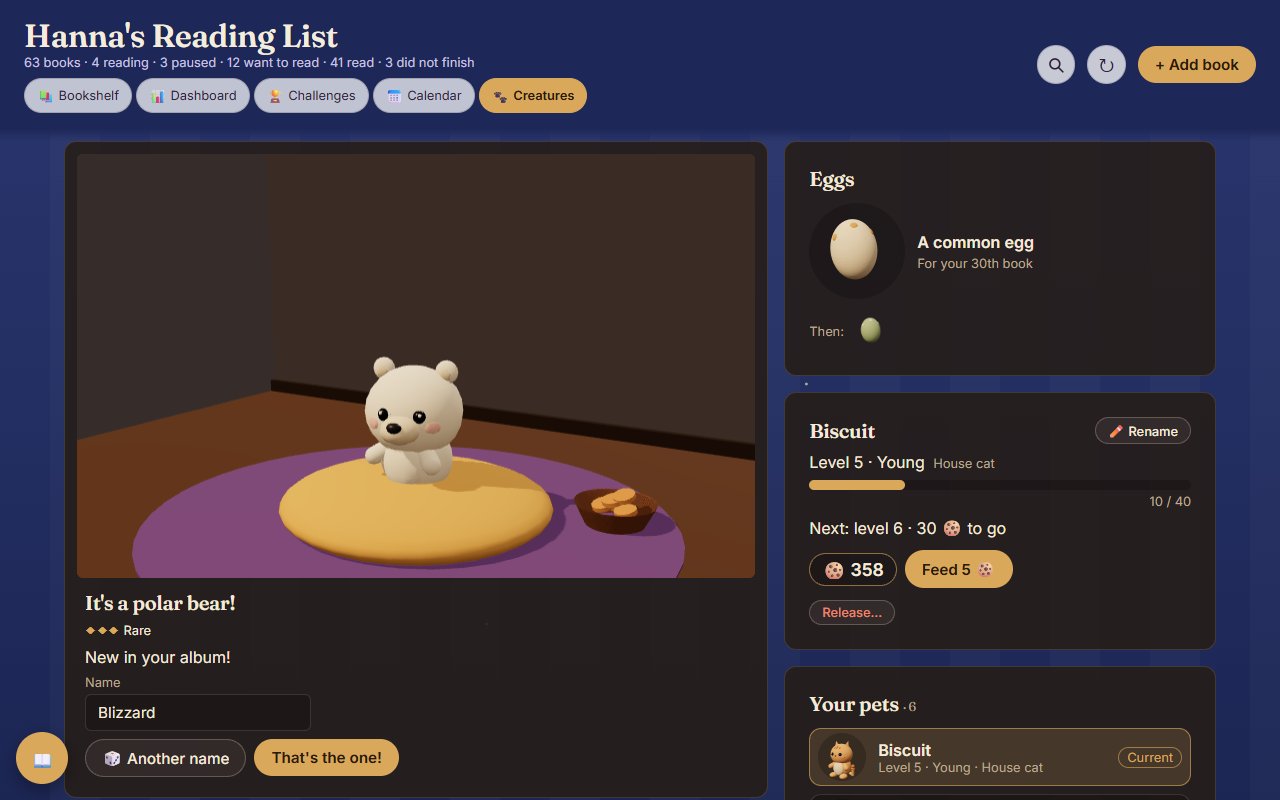 Hanna's Reading List
63 books · 4 reading · 3 paused · 12 want to read · 41 read · 3 did not finish
Bookshelf
Dashboard
Challenges
Calendar
Creatures
+ Add book
It's a polar bear!
Rare
New in your album!
Name
Blizzard
Another name
That's the one!
Eggs
A common egg
For your 30th book
Then:
Biscuit
Rename
Level 5 · Young House cat
10 / 40
Next: level 6 · 30 to go
358
Feed 5
Release...
Your pets · 6
Biscuit
Level 5 · Young · House cat
Current